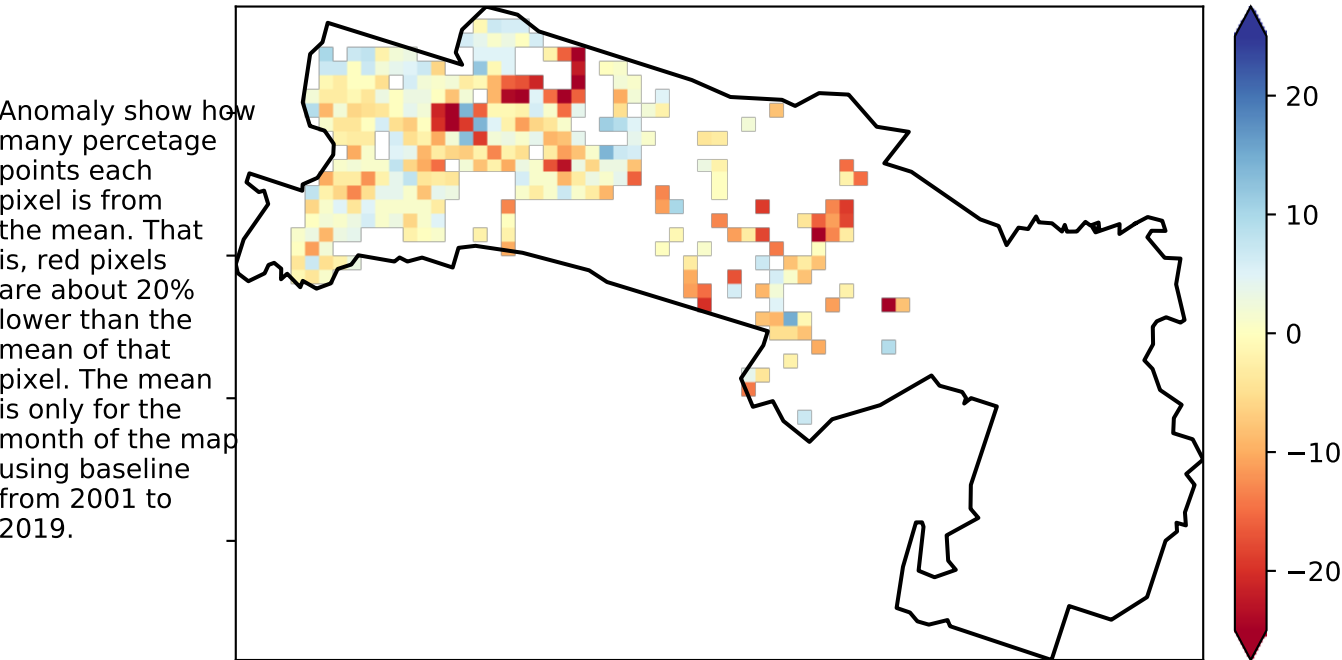 Anomaly show how
many percetage
points each
pixel is from
the mean. That
is, red pixels
are about 20%
lower than the
mean of that
pixel. The mean
is only for the
month of the map
using baseline
from 2001 to
2019.
20
10
0
−10
−20